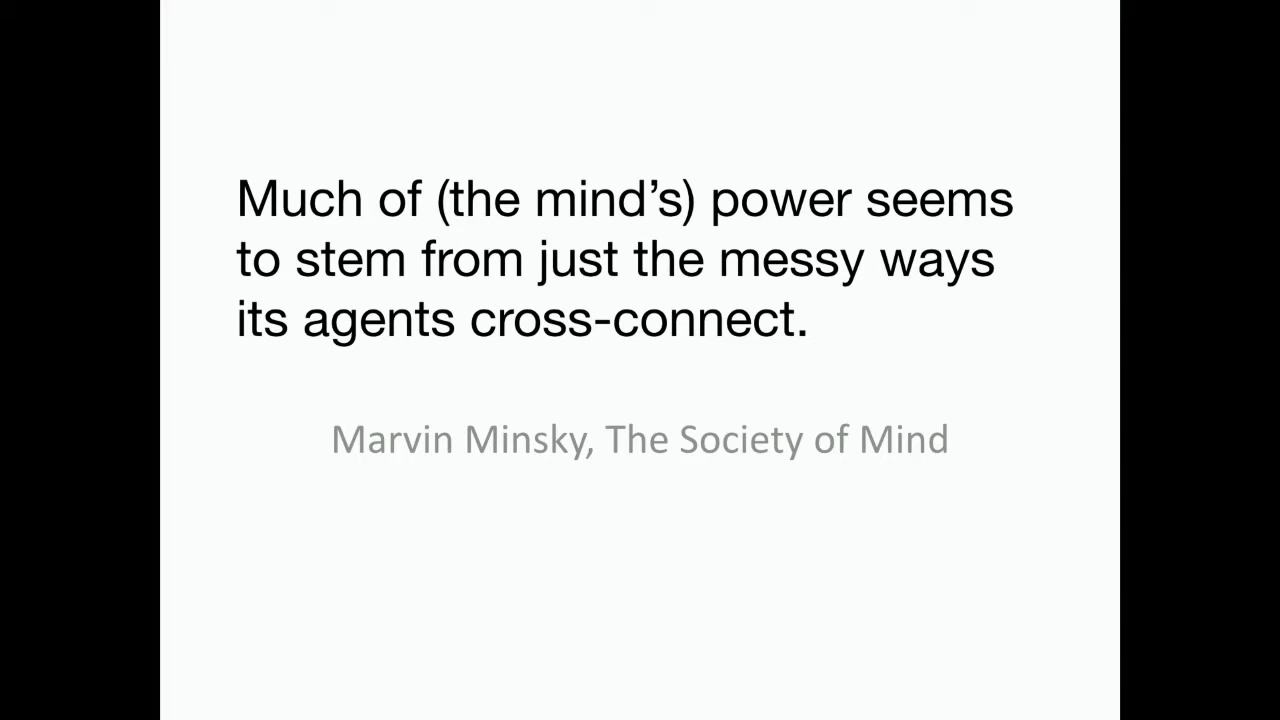 Much of (the mind’s) power seems
to stem from just the messy ways
its agents cross-connect.
Marvin Minsky, The Society of Mind